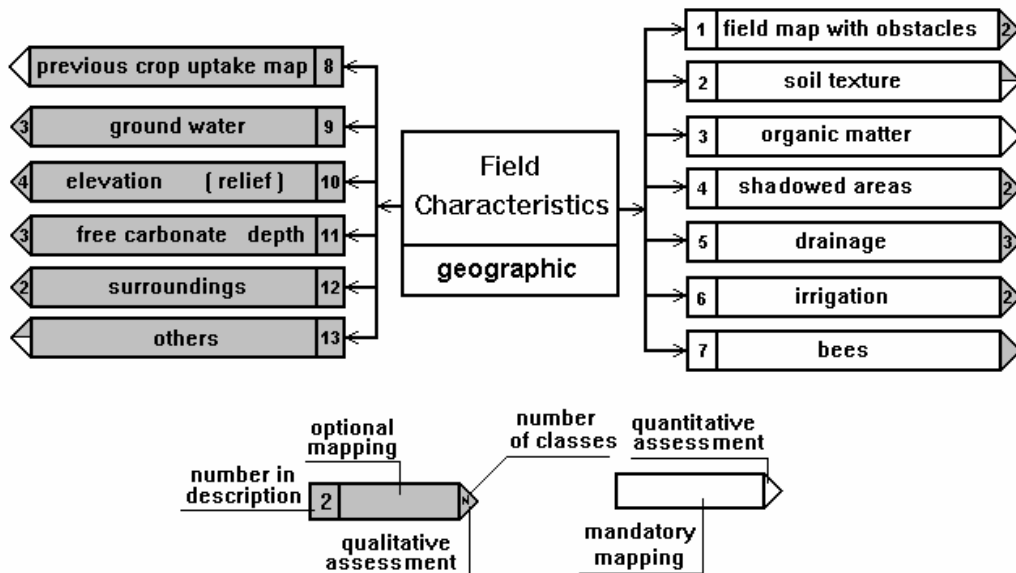 previous crop uptake map 8
3 ground water 9
4 elevation ( relief ) 10
3 free carbonate depth 11
2 surroundings 12
others 13
Field
Characteristics
geographic
1 field map with obstacles 2
2 soil texture
3 organic matter
4 shadowed areas 2
5 drainage 3
6 irrigation 2
7 bees
optional
mapping
number in
description
2
N
number
of classes
qualitative
assessment
quantitative
assessment
mandatory
mapping